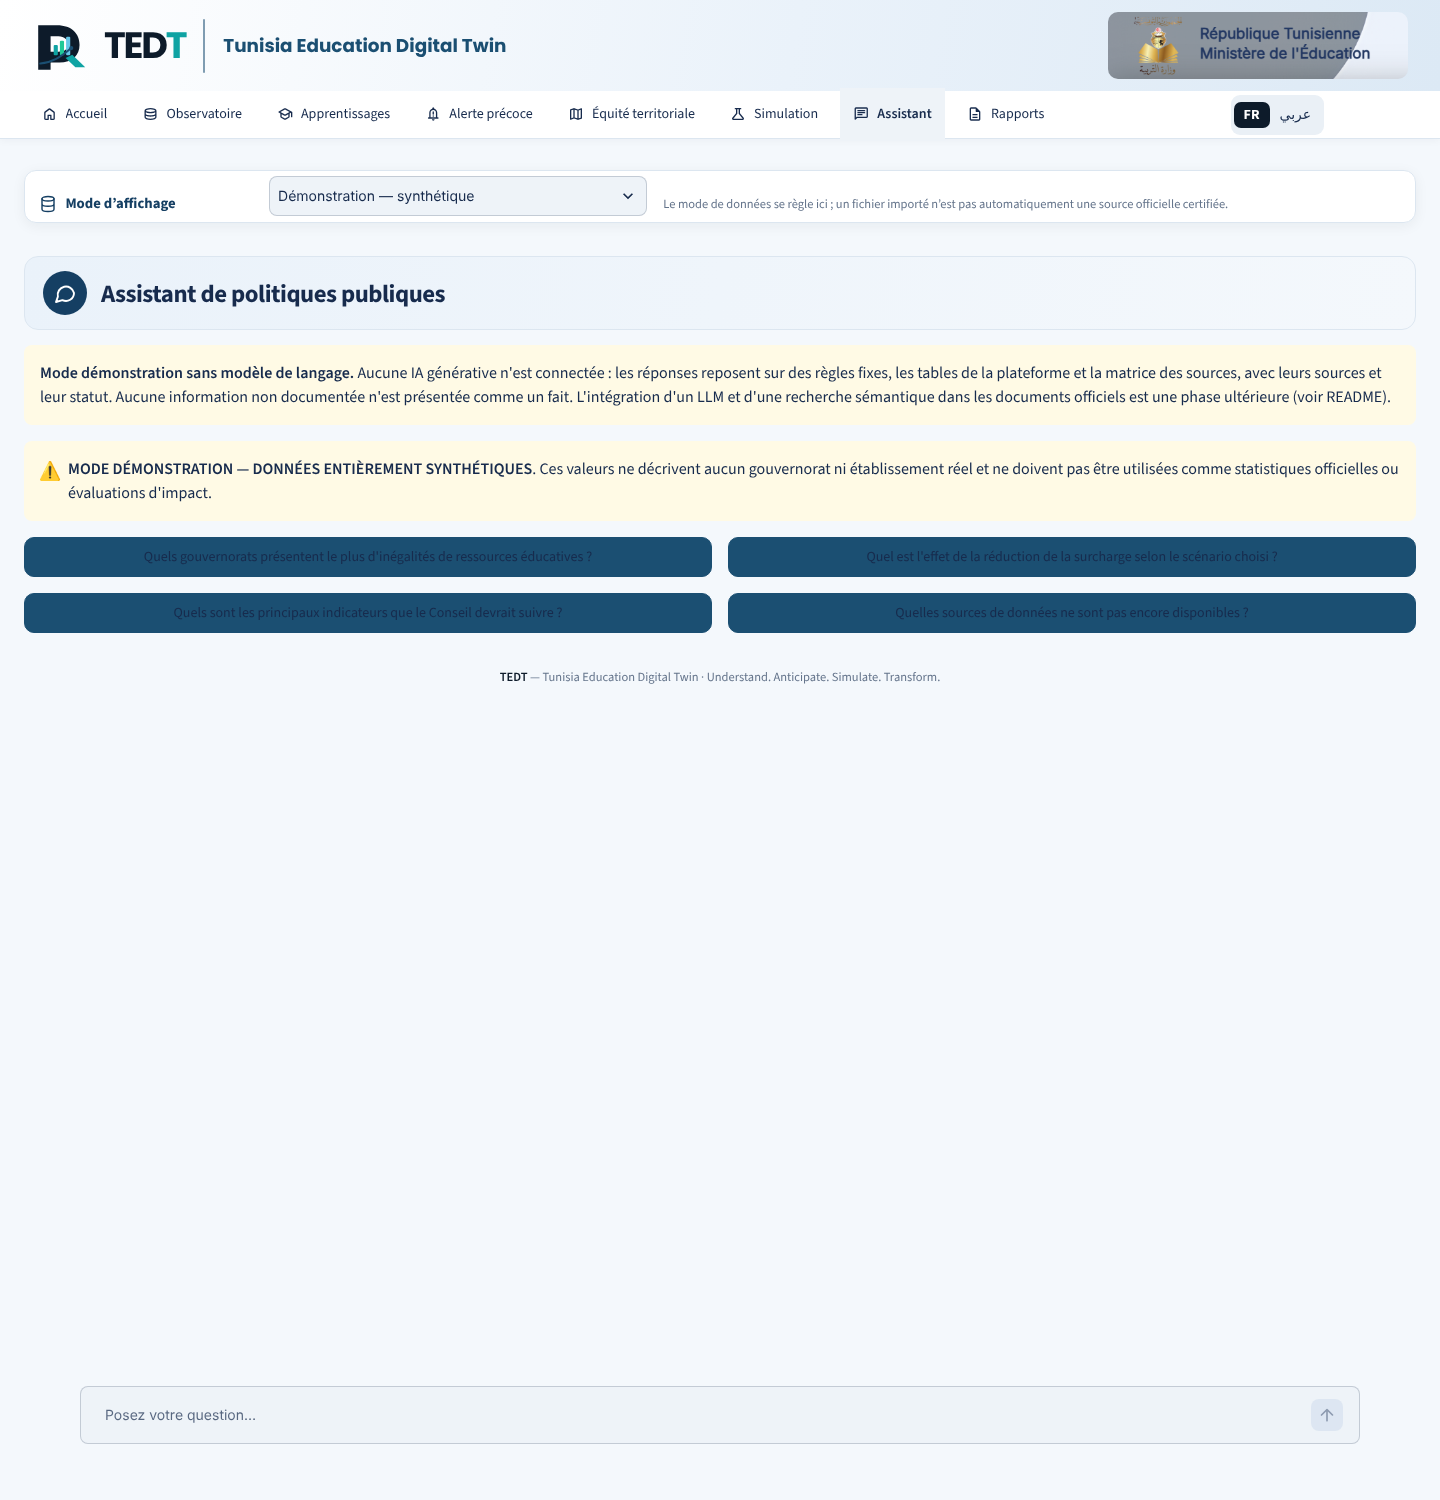 TEDT
Tunisia Education Digital Twin
République Tunisienne
Ministère de l'Éducation
Accueil
Observatoire
Apprentissages
Alerte précoce
Équité territoriale
Simulation
Assistant
Rapports
FR
عربي
Mode d’affichage
Démonstration — synthétique
Le mode de données se règle ici ; un fichier importé n’est pas automatiquement une source officielle certifiée.
Assistant de politiques publiques
Mode démonstration sans modèle de langage. Aucune IA générative n'est connectée : les réponses reposent sur des règles fixes, les tables de la plateforme et la matrice des sources, avec leurs sources et
leur statut. Aucune information non documentée n'est présentée comme un fait. L'intégration d'un LLM et d'une recherche sémantique dans les documents officiels est une phase ultérieure (voir README).
⚠️ MODE DÉMONSTRATION — DONNÉES ENTIÈREMENT SYNTHÉTIQUES. Ces valeurs ne décrivent aucun gouvernorat ni établissement réel et ne doivent pas être utilisées comme statistiques officielles ou
évaluations d'impact.
Quels gouvernorats présentent le plus d'inégalités de ressources éducatives ?
Quel est l'effet de la réduction de la surcharge selon le scénario choisi ?
Quels sont les principaux indicateurs que le Conseil devrait suivre ?
Quelles sources de données ne sont pas encore disponibles ?
TEDT — Tunisia Education Digital Twin · Understand. Anticipate. Simulate. Transform.
Posez votre question...